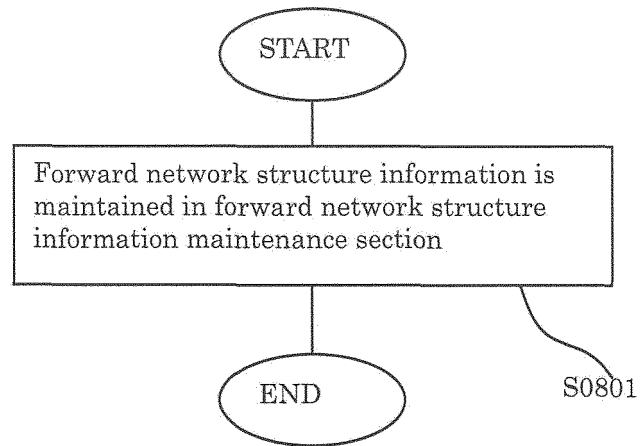 START
Forward network structure information is
maintained in forward network structure
information maintenance section
END
S0801